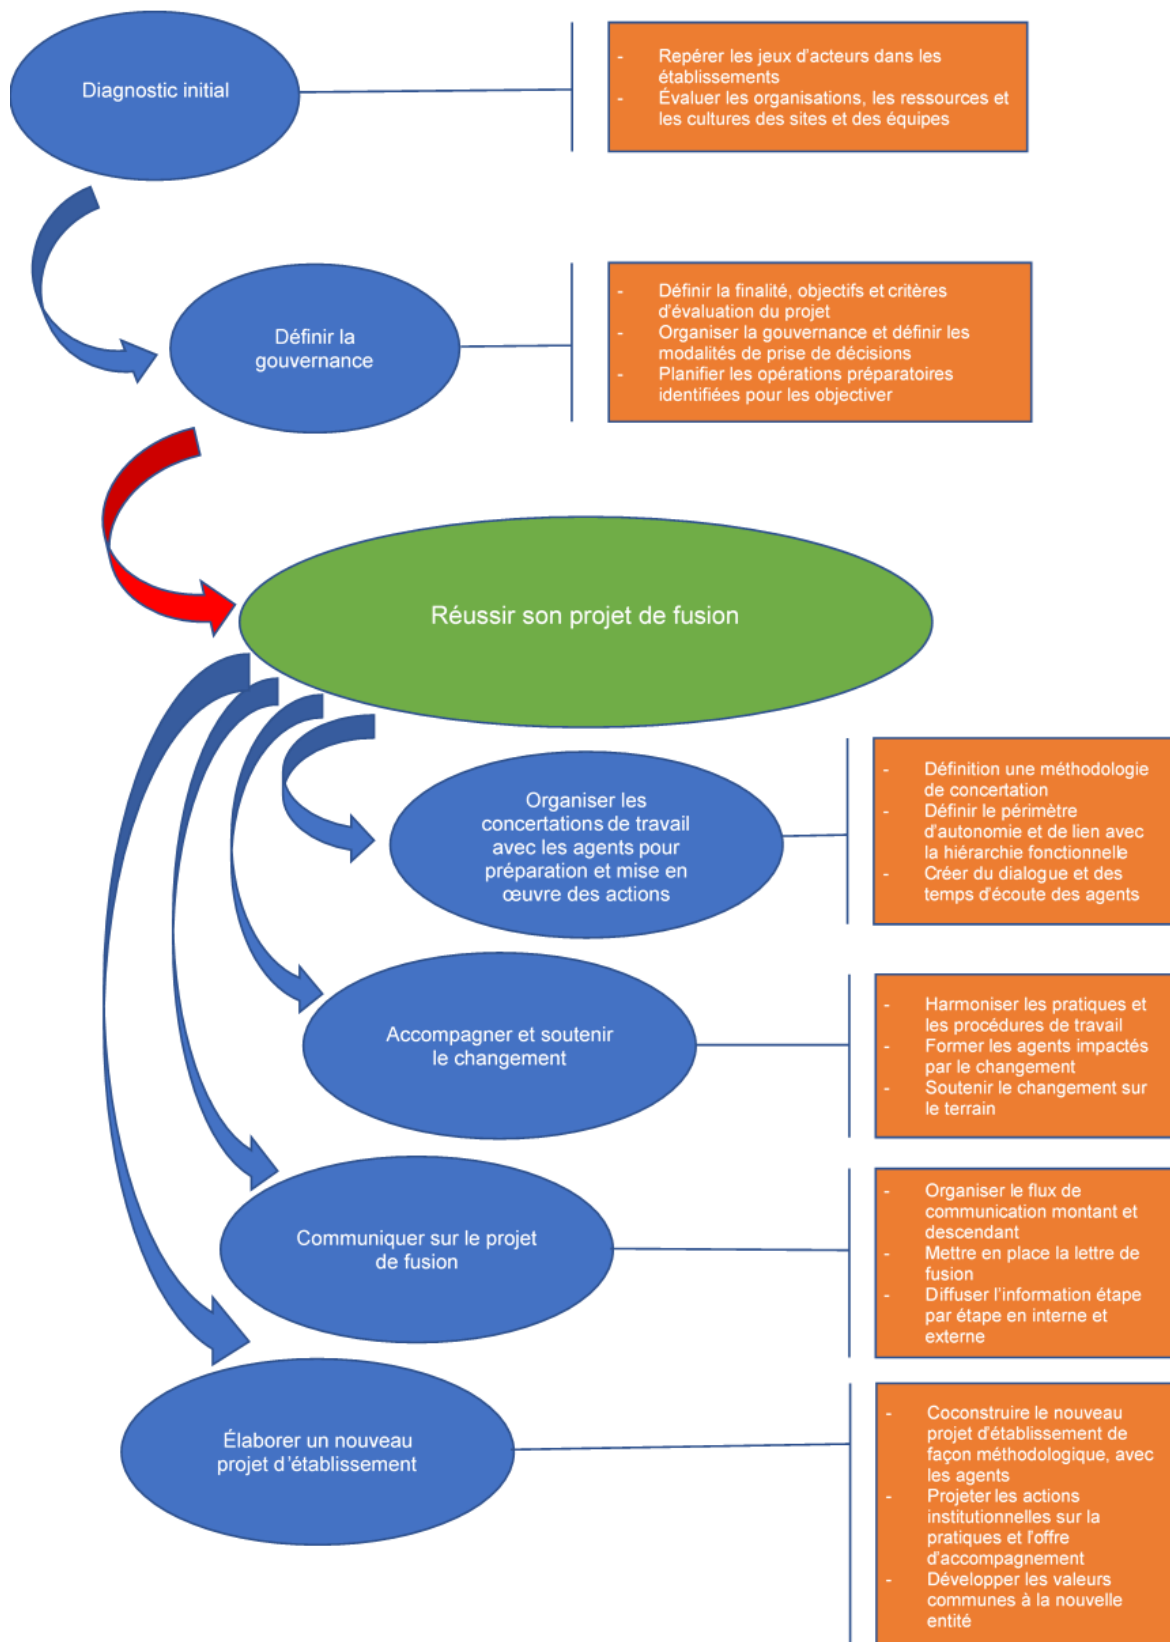 Diagnostic initial
- Repérer les jeux d'acteurs dans les
établissements
- Évaluer les organisations, les ressources et
les cultures des sites et des équipes
Définir la
gouvernance
- Définir la finalité, objectifs et critères
d'évaluation du projet
- Organiser la gouvernance et définir les
modalités de prise de décisions
- Planifier les opérations préparatoires
identifiées pour les objectiver
Réussir son projet de fusion
Organiser les
concertations de travail
avec les agents pour
préparation et mise en
œuvre des actions
- Définition une méthodologie
de concertation
- Définir le périmètre
d'autonomie et de lien avec
la hiérarchie fonctionnelle
- Créer du dialogue et des
temps d'écoute des agents
Accompagner et soutenir
le changement
- Harmoniser les pratiques et
les procédures de travail
- Former les agents impactés
par le changement
- Soutenir le changement sur
le terrain
Communiquer sur le projet
de fusion
- Organiser le flux de
communication montant et
descendant
- Mettre en place la lettre de
fusion
- Diffuser l'information étape
par étape en interne et
externe
Élaborer un nouveau
projet d'établissement
- Coconstruire le nouveau
projet d'établissement de
façon méthodologique, avec
les agents
- Projeter les actions
institutionnelles sur la
pratiques et l'offre
d'accompagnement
- Développer les valeurs
communes à la nouvelle
entité